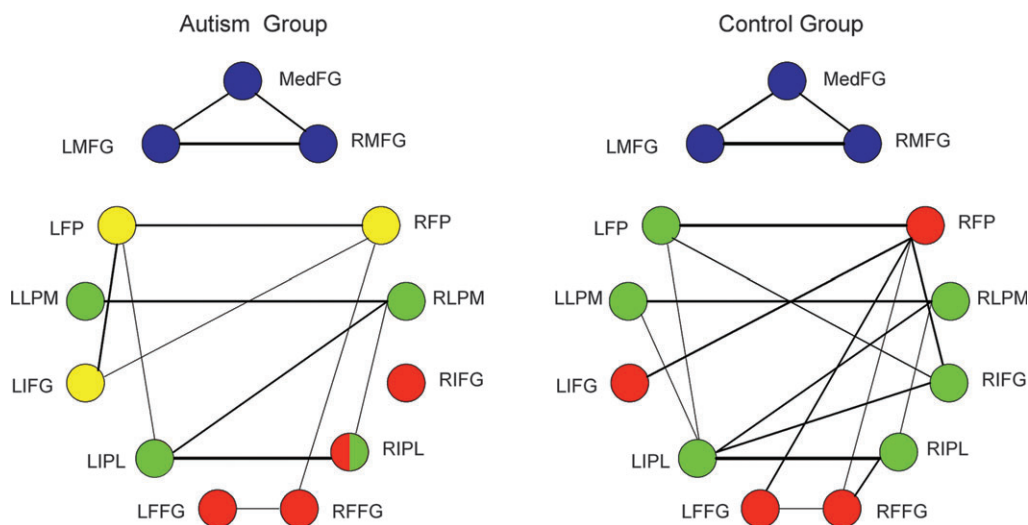 Autism Group
Control Group
MedFG
LMFG
RMFG
MedFG
LMFG
RMFG
LFP
RFP
LFP
RFP
LLPM
RLPM
LLPM
RLPM
LIFG
RIFG
LIFG
RIFG
LIPL
RIPL
LIPL
RIPL
LFFG
RFFG
LFFG
RFFG